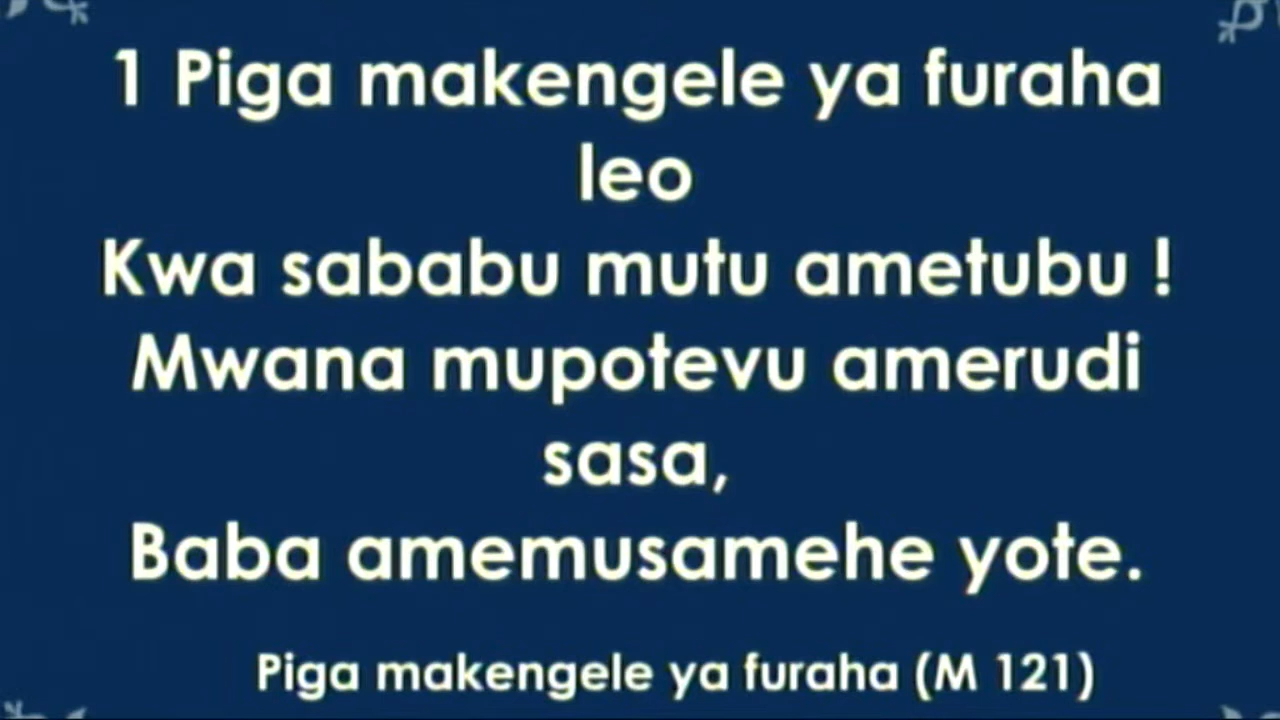 1 Piga makengele ya furaha
leo
Kwa sababu mutu ametubu !
Mwana mupotevu amerudi
sasa,
Baba amemusamehe yote.
Piga makengele ya furaha (M 121)